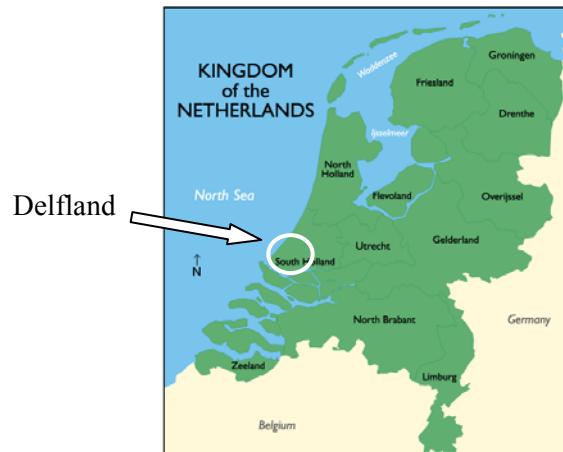 KINGDOM
of the
NETHERLANDS
Waddenzee
Groningen
Friesland
Drenthe
Ijsselmeer
North
Holland
North Sea
Flevoland
Overijssel
Delfland
Utrecht
Gelderland
South Holland
N
North Brabant
Germany
Zeeland
Limburg
Belgium